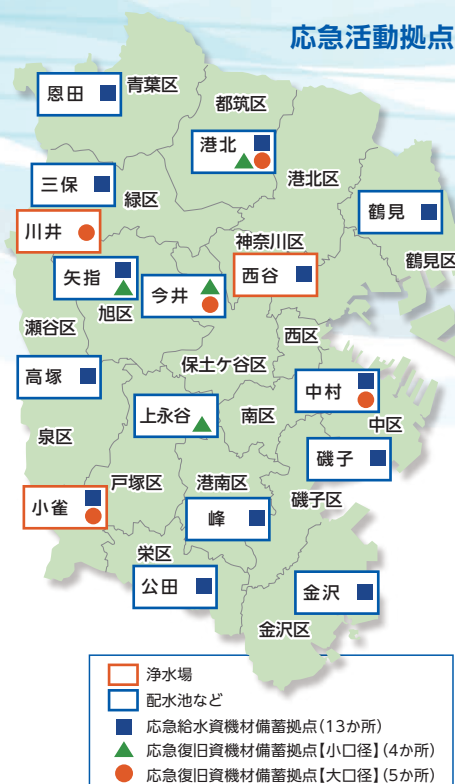 応急活動拠点
恩田
青葉区
都筑区
港北
港北区
三保
緑区
鶴見
川井
神奈川区
鶴見区
矢指
今井
西谷
旭区
瀬谷区
西区
保土ケ谷区
高塚
中村
上永谷
南区
中区
泉区
磯子
戸塚区
港南区
磯子区
小雀
峰
栄区
公田
金沢
金沢区
浄水場
配水池など
応急給水資機材備蓄拠点(13か所)
応急復旧資機材備蓄拠点【小口径】(4か所)
応急復旧資機材備蓄拠点【大口径】(5か所)